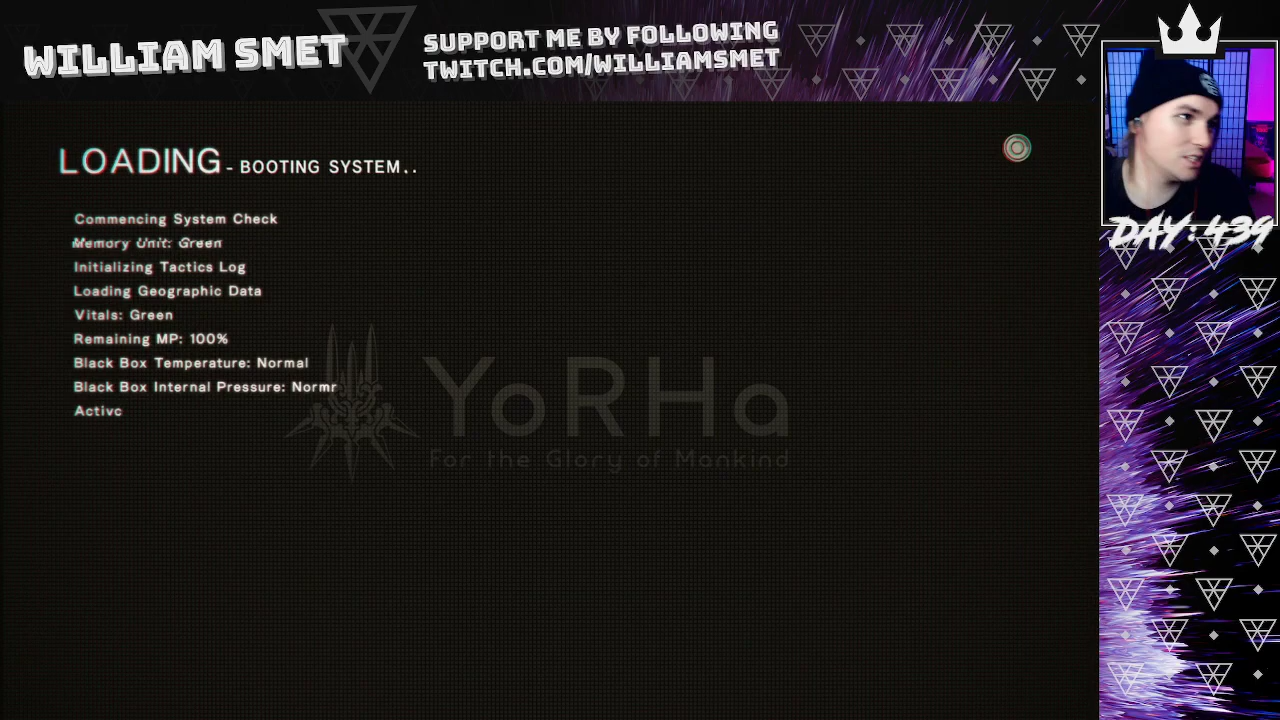 WILLIAM SMET
SUPPORT ME BY FOLLOWING
TWITCH.COM/WILLIAMSMET
LOADING - BOOTING SYSTEM..
Commencing System Check
Memory Unit: Green
Initializing Tactics Log
Loading Geographic Data
Vitals: Green
Remaining MP: 100%
Black Box Temperature: Normal
Black Box Internal Pressure: Normr
Activc
YoRHa
For the Glory of Mankind
DAY: 439